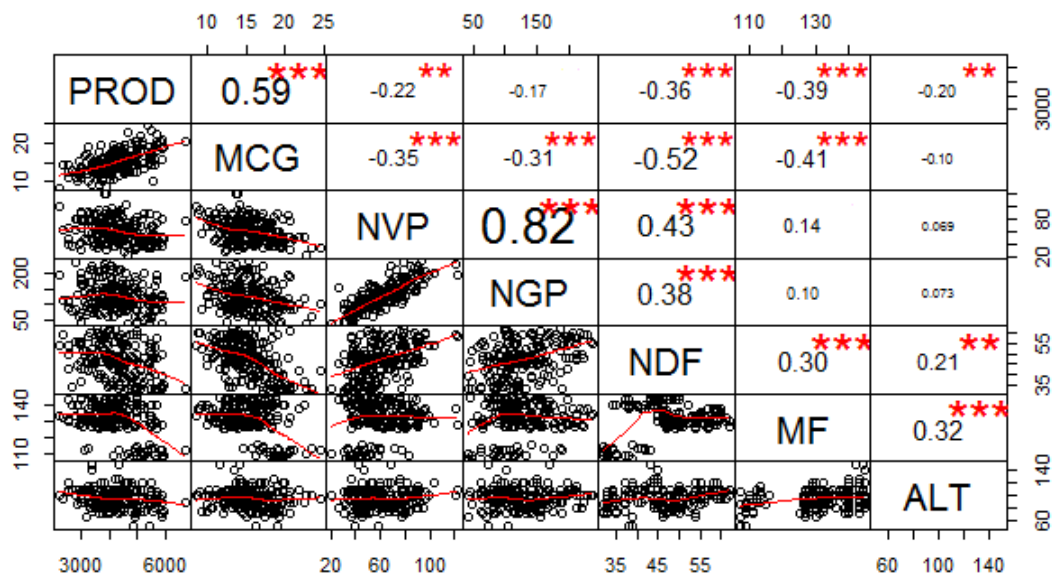 10 15 20 25 50 150 110 130
PROD 0.59 *** -0.22 ** -0.17 -0.36 *** -0.39 *** -0.20 ** 3000
10 20 MCG -0.35 *** -0.31 *** -0.52 *** -0.41 *** -0.10
NVP 0.82 *** 0.43 *** 0.14 0.069 20 80
50 200 NGP 0.38 *** 0.10 0.073
NDF 0.30 *** 0.21 ** 35 55
110 140 MF 0.32 ***
ALT 60 140
3000 6000 20 60 100 35 45 55 60 100 140